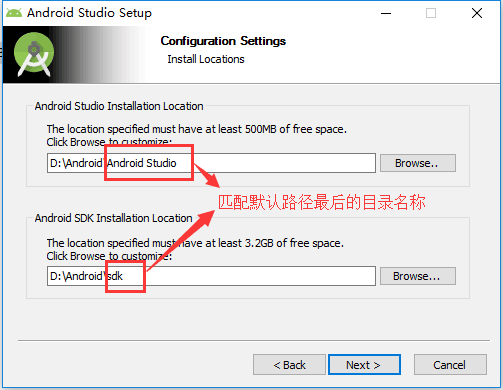 Android Studio Setup
Configuration Settings
Install Locations
Android Studio Installation Location
The location specified must have at least 500MB of free space.
Click Browse to customize:
D:\Android\Android Studio
Browse..
匹配默认路径最后的目录名称
Android SDK Installation Location
The location specified must have at least 3.2GB of free space.
Click Browse to customize:
D:\Android\sdk
Browse...
< Back
Next >
Cancel